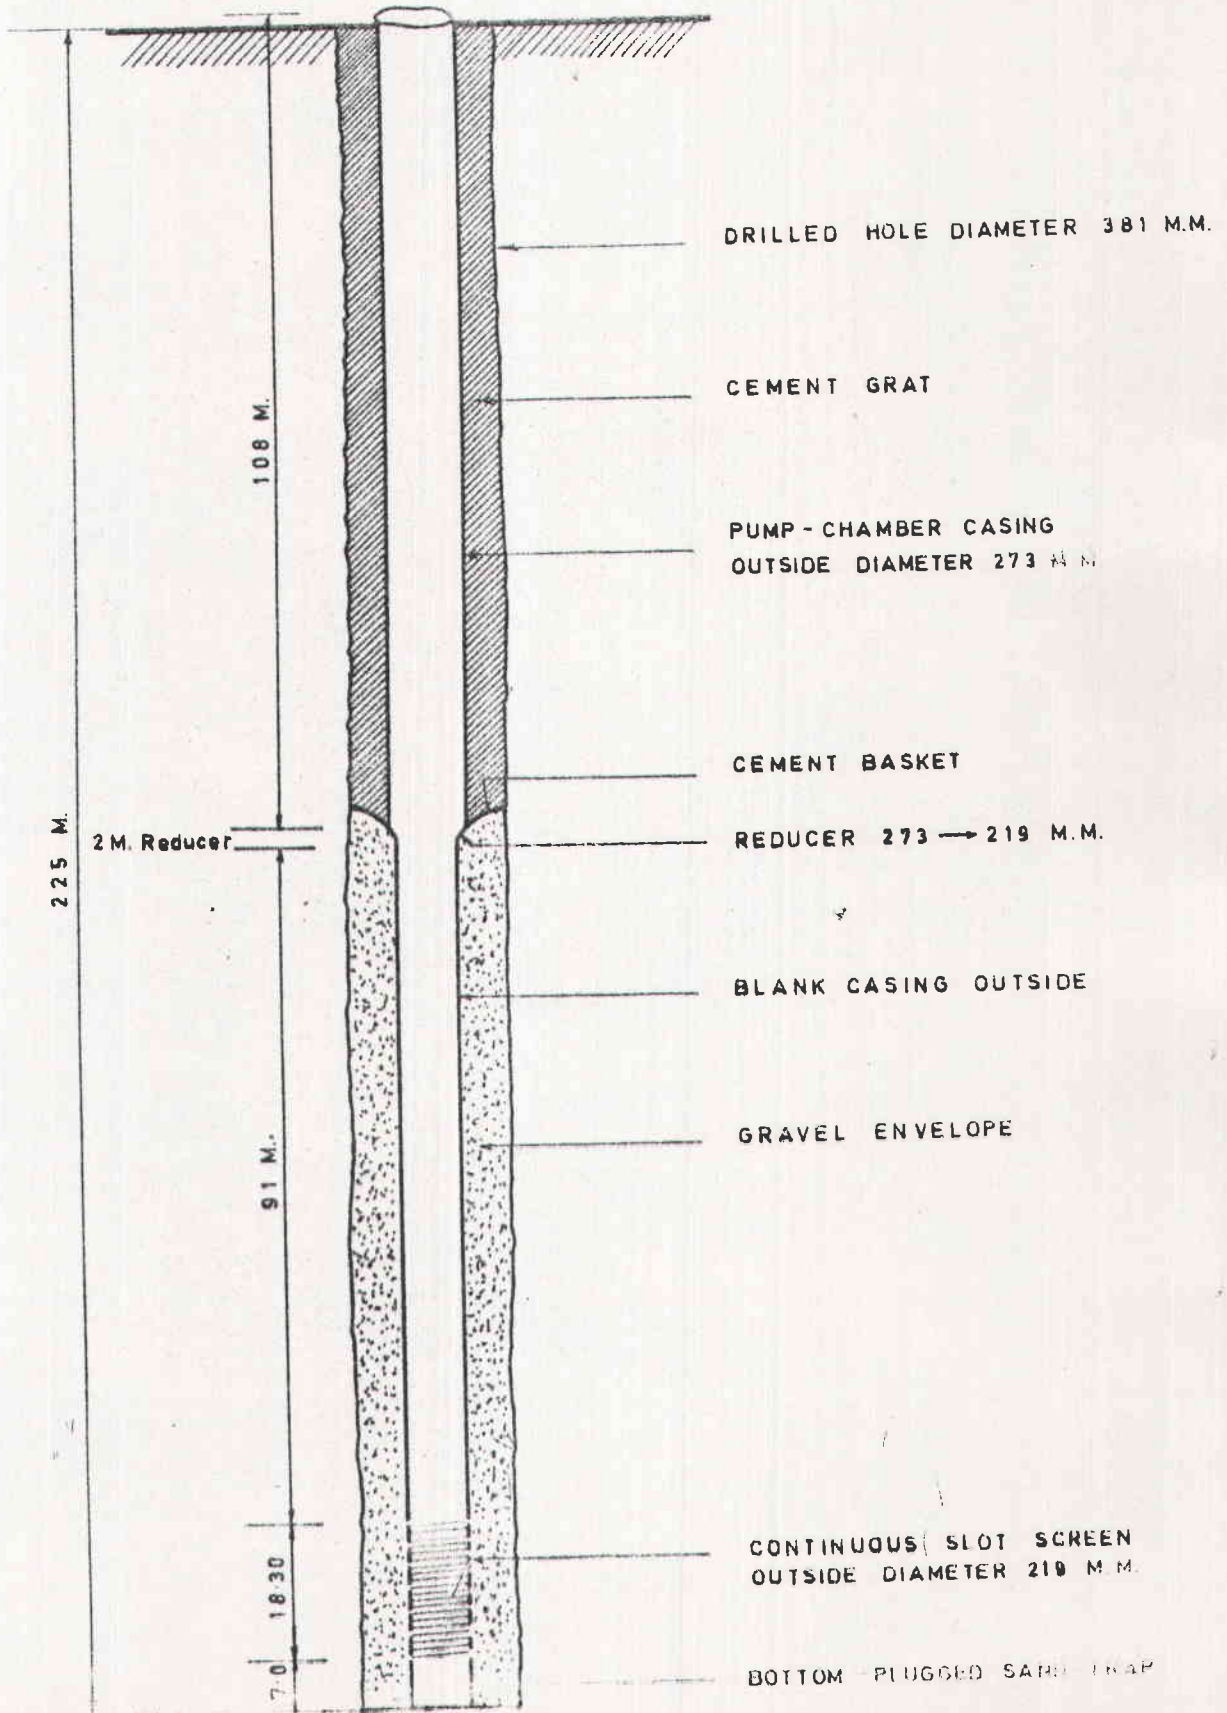 DRILLED HOLE DIAMETER 381 M.M.
CEMENT GRAT
108 M.
PUMP-CHAMBER CASING
OUTSIDE DIAMETER 273 M M
CEMENT BASKET
2 M. Reducer
REDUCER 273 → 219 M.M.
225 M.
BLANK CASING OUTSIDE
GRAVEL ENVELOPE
91 M.
CONTINUOUS SLOT SCREEN
OUTSIDE DIAMETER 219 M.M.
18.30
7.0
BOTTOM PLUGGED SAND TRAP